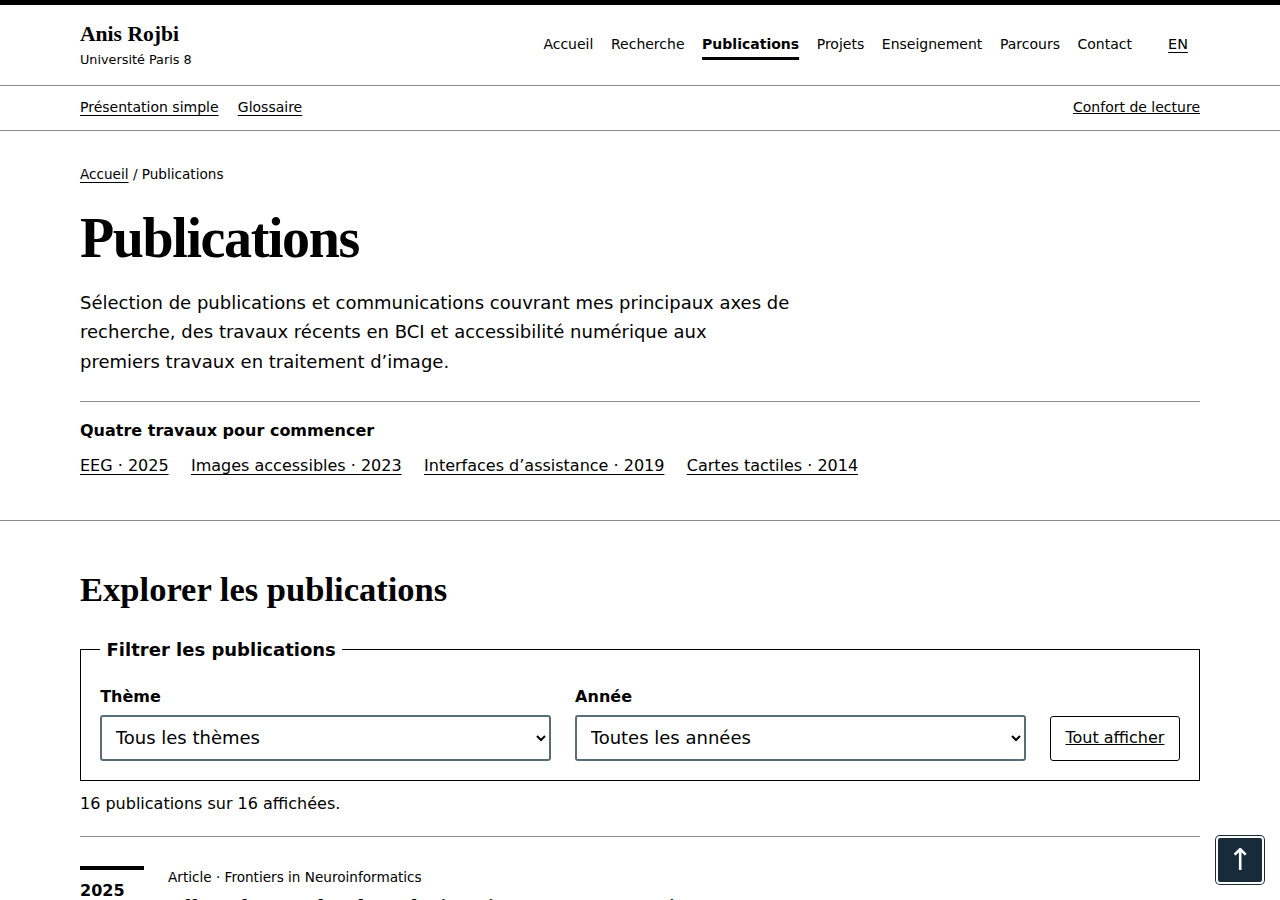 Anis Rojbi
Université Paris 8
Accueil Recherche Publications Projets Enseignement Parcours Contact EN
Présentation simple Glossaire Confort de lecture
Accueil / Publications
Publications
Sélection de publications et communications couvrant mes principaux axes de
recherche, des travaux récents en BCI et accessibilité numérique aux
premiers travaux en traitement d’image.
Quatre travaux pour commencer
EEG · 2025 Images accessibles · 2023 Interfaces d’assistance · 2019 Cartes tactiles · 2014
Explorer les publications
Filtrer les publications
Thème Année
Tous les thèmes Toutes les années Tout afficher
16 publications sur 16 affichées.
↑
Article · Frontiers in Neuroinformatics
2025